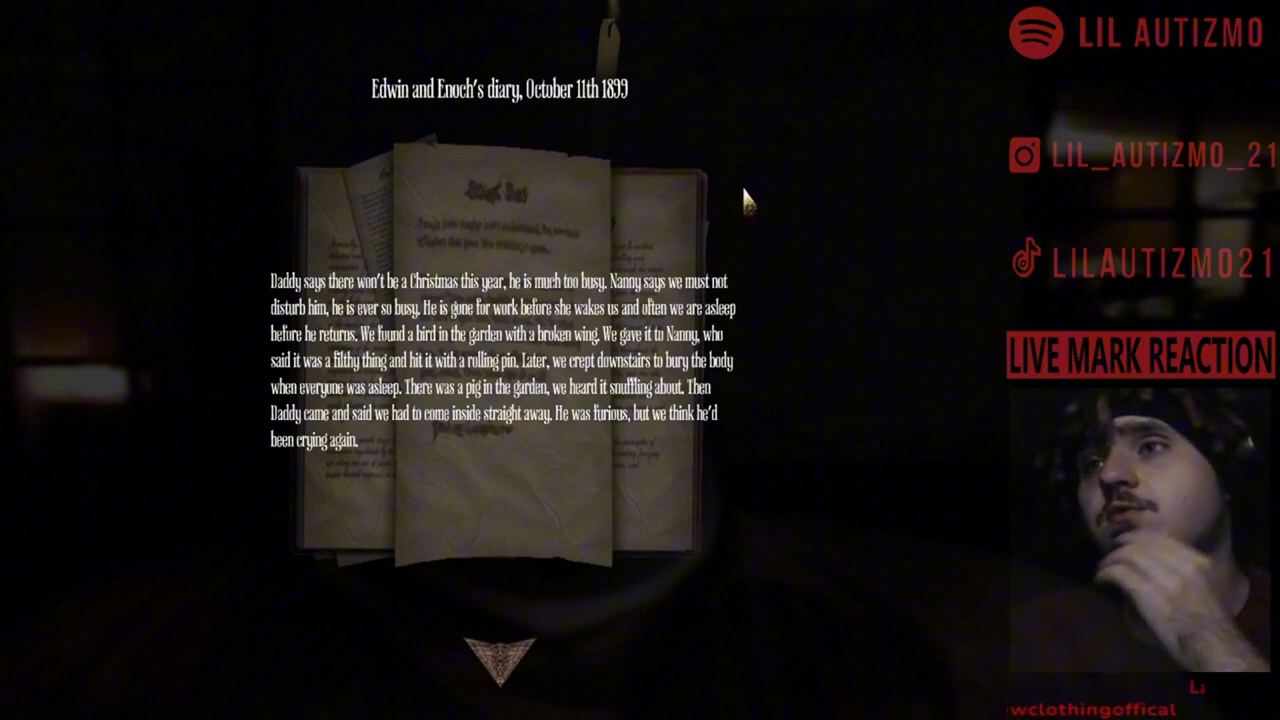 Edwin and Enoch's diary, October 11th 1899
Daddy says there won't be a Christmas this year, he is much too busy. Nanny says we must not
disturb him, he is ever so busy. He is gone for work before she wakes us and often we are asleep
before he returns. We found a bird in the garden with a broken wing. We gave it to Nanny, who
said it was a filthy thing and hit it with a rolling pin. Later, we crept downstairs to bury the body
when everyone was asleep. There was a pig in the garden, we heard it snuffling about. Then
Daddy came and said we had to come inside straight away. He was furious, but we think he'd
been crying again.
LIL AUTIZMO
LIL_AUTIZMO_21
LILAUTIZMO21
LIVE MARK REACTION
wclothingoffical